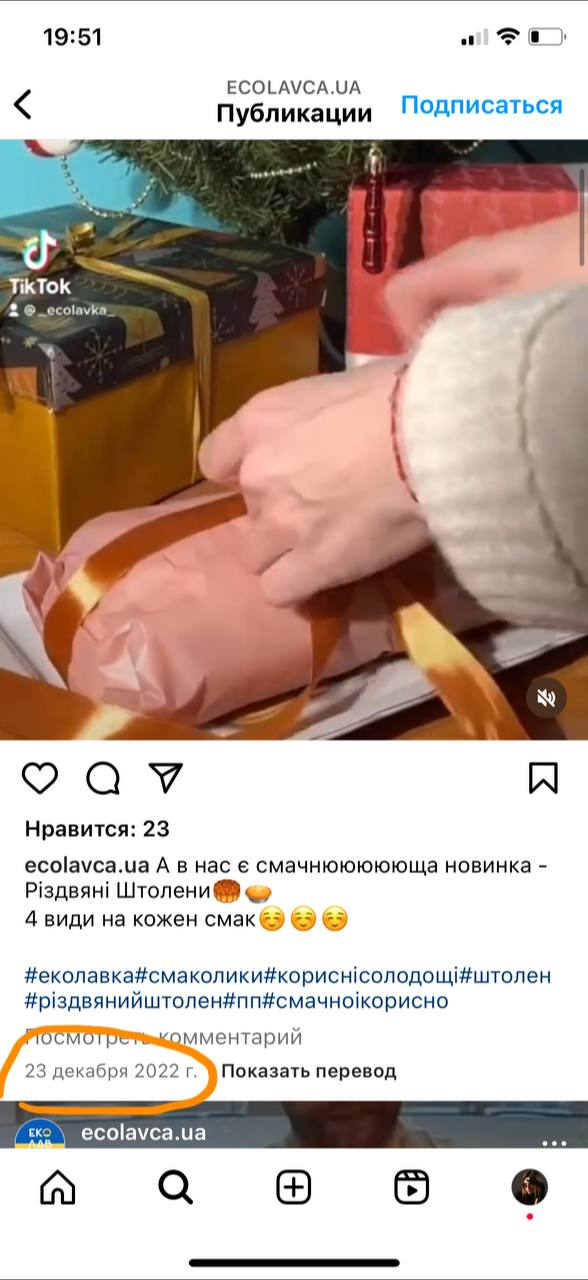 19:51
ECOLAVCA.UA
Публикации
Подписаться
TikTok
@_ecolavka_
Нравится: 23
ecolavca.ua А в нас є смачнюююююща новинка -
Різдвяні Штолени🥮🥧
4 види на кожен смак☺️☺️☺️
#еколавка#смаколики#кориснісолодощі#штолен
#різдвянийштолен#пп#смачноікорисно
Посмотреть комментарий
23 декабря 2022 г.
Показать перевод
ЕКО
ЛАВ
ecolavca.ua